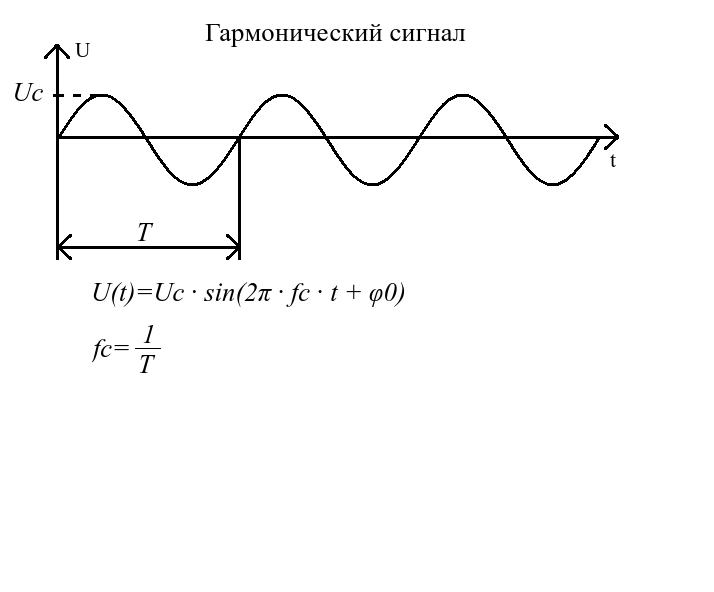 Гармонический сигнал
U
Uc
t
T
U(t)=Uc · sin(2π · fc · t + φ0)
fc= 1
T